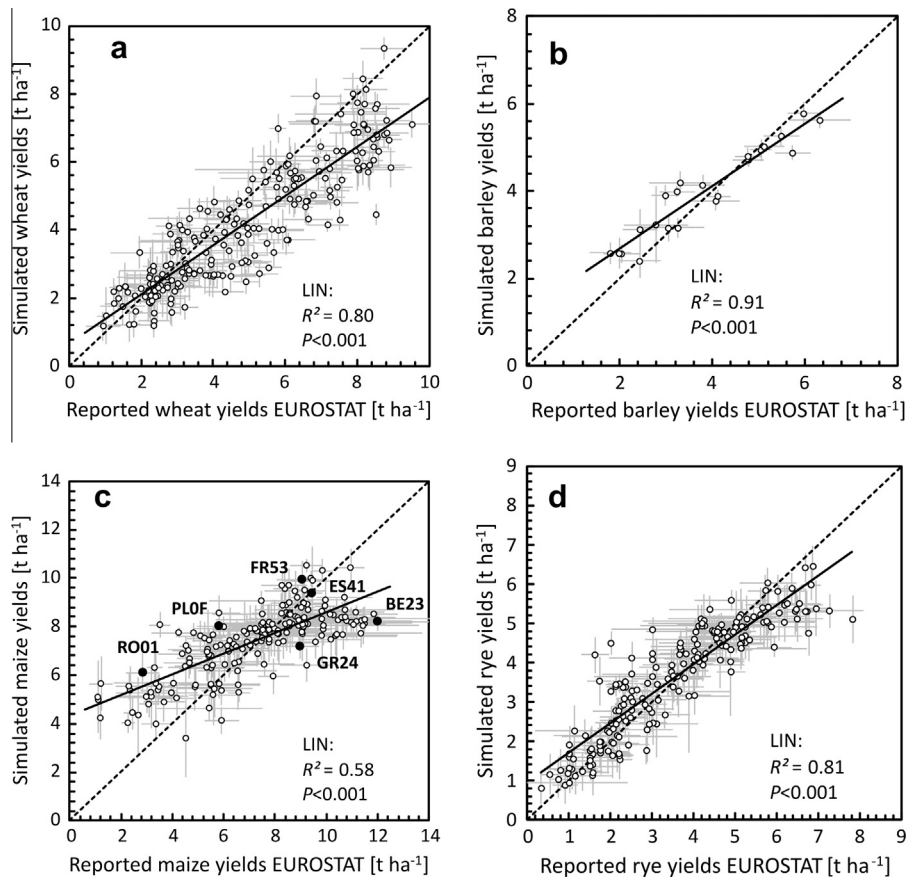 a
Simulated wheat yields [t ha⁻¹]
10
8
6
4
2
0
LIN:
R² = 0.80
P<0.001
0 2 4 6 8 10
Reported wheat yields EUROSTAT [t ha⁻¹]
b
Simulated barley yields [t ha⁻¹]
8
6
4
2
0
LIN:
R² = 0.91
P<0.001
0 2 4 6 8
Reported barley yields EUROSTAT [t ha⁻¹]
c
Simulated maize yields [t ha⁻¹]
14
12
10
8
6
4
2
0
FR53
ES41
PL0F
BE23
RO01
GR24
LIN:
R² = 0.58
P<0.001
0 2 4 6 8 10 12 14
Reported maize yields EUROSTAT [t ha⁻¹]
d
Simulated rye yields [t ha⁻¹]
9
8
7
6
5
4
3
2
1
0
LIN:
R² = 0.81
P<0.001
0 1 2 3 4 5 6 7 8 9
Reported rye yields EUROSTAT [t ha⁻¹]